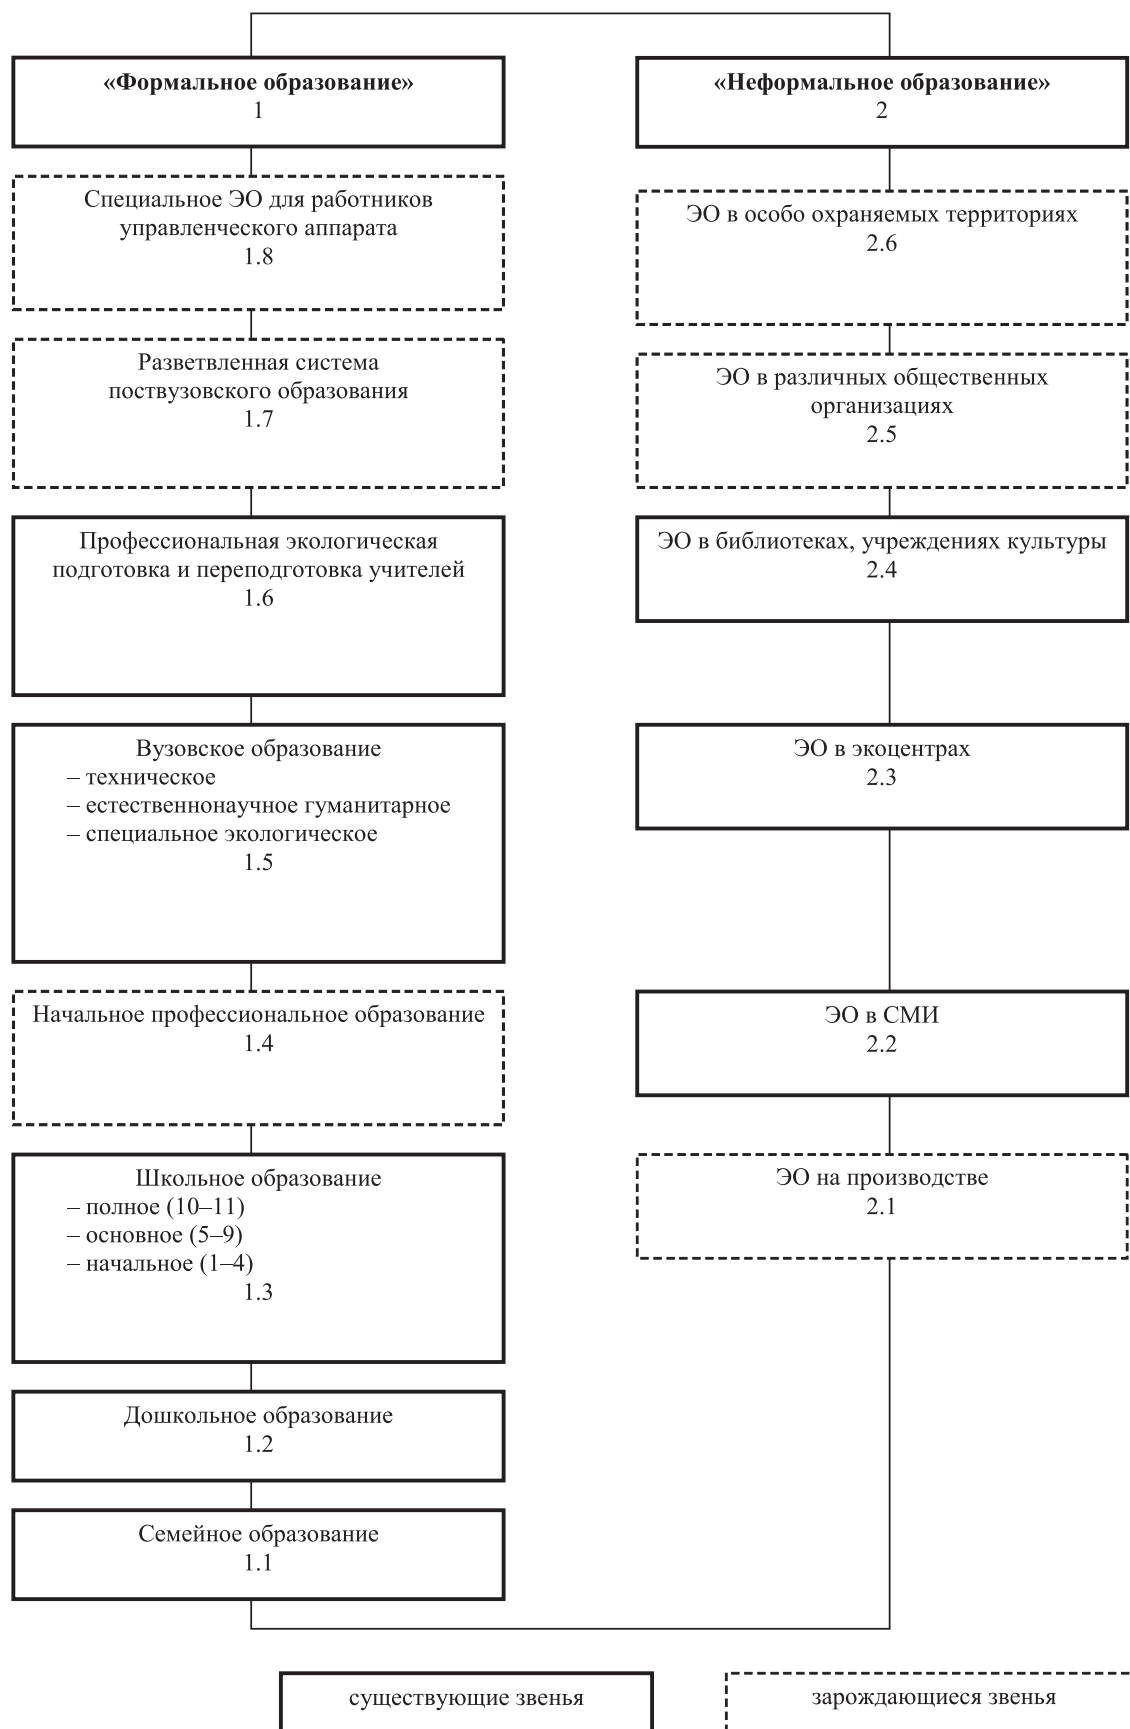 «Формальное образование»
1
Специальное ЭО для работников
управленческого аппарата
1.8
Разветвленная система
поствузовского образования
1.7
Профессиональная экологическая
подготовка и переподготовка учителей
1.6
Вузовское образование
– техническое
– естественнонаучное гуманитарное
– специальное экологическое
1.5
Начальное профессиональное образование
1.4
Школьное образование
– полное (10–11)
– основное (5–9)
– начальное (1–4)
1.3
Дошкольное образование
1.2
Семейное образование
1.1
«Неформальное образование»
2
ЭО в особо охраняемых территориях
2.6
ЭО в различных общественных
организациях
2.5
ЭО в библиотеках, учреждениях культуры
2.4
ЭО в экоцентрах
2.3
ЭО в СМИ
2.2
ЭО на производстве
2.1
существующие звенья
зарождающиеся звенья